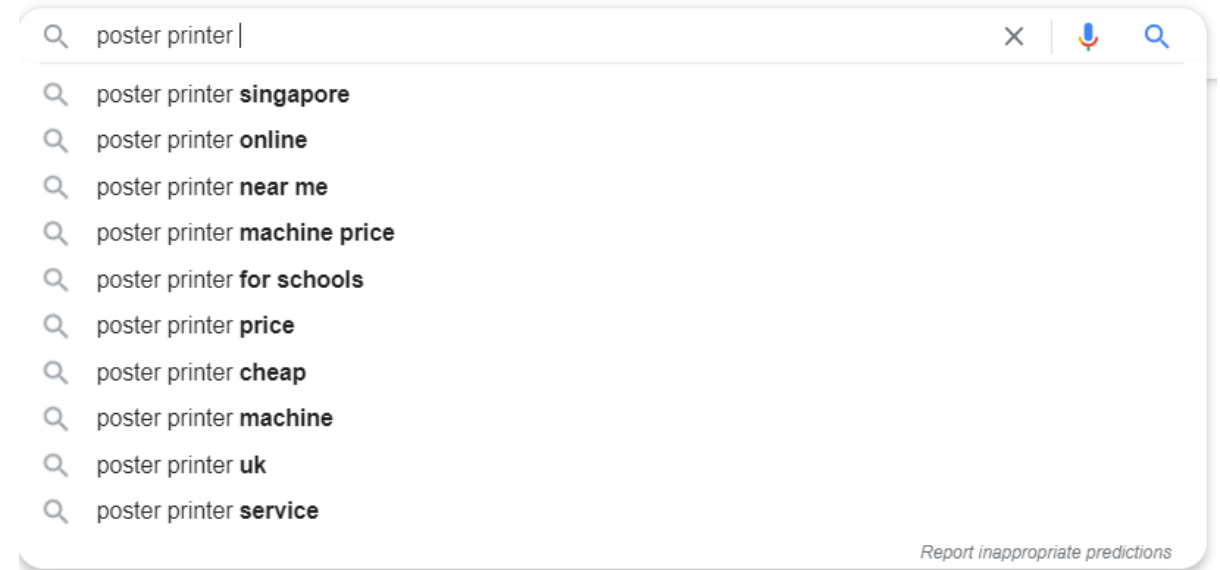 poster printer
poster printer singapore
poster printer online
poster printer near me
poster printer machine price
poster printer for schools
poster printer price
poster printer cheap
poster printer machine
poster printer uk
poster printer service
Report inappropriate predictions